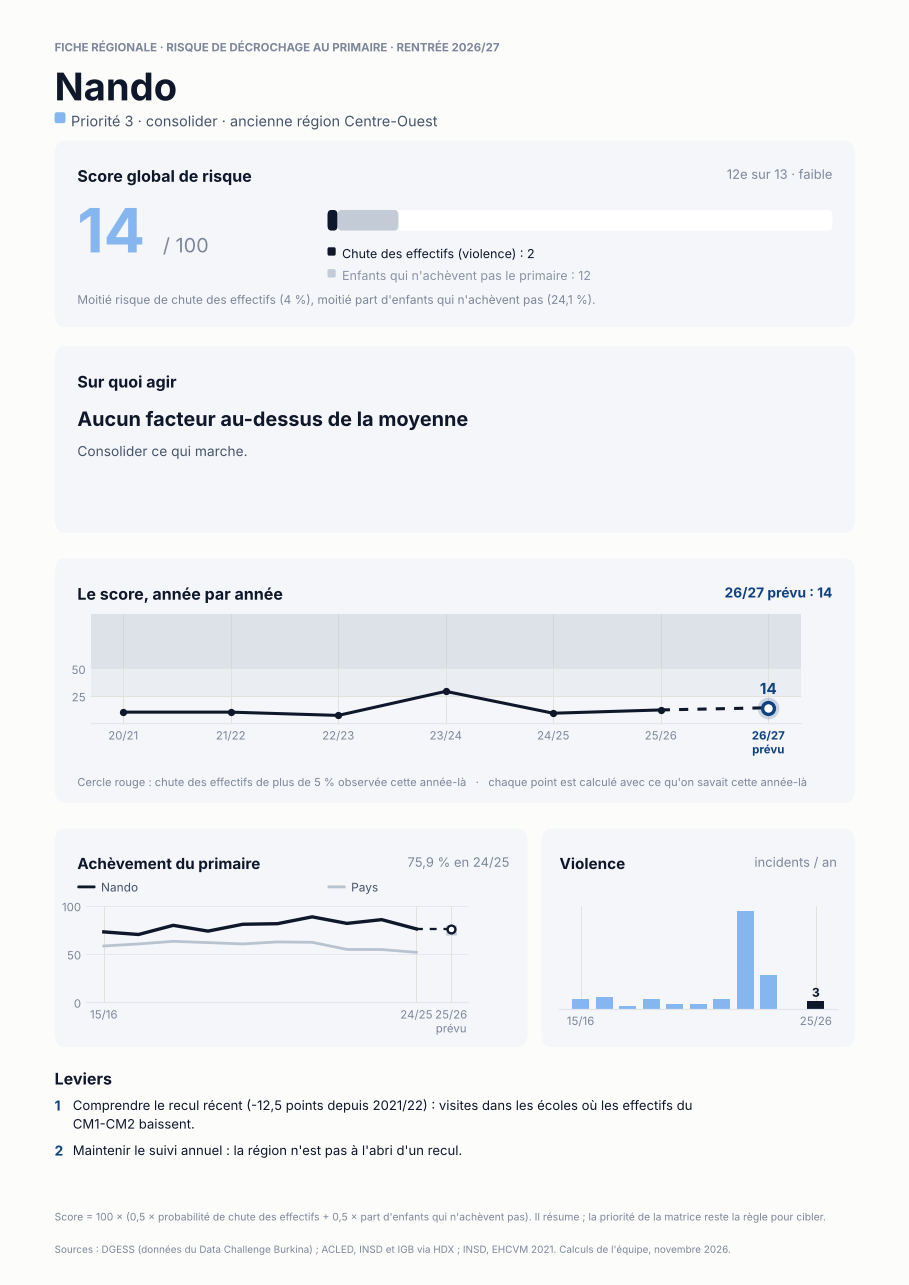 FICHE RÉGIONALE · RISQUE DE DÉCROCHAGE AU PRIMAIRE · RENTRÉE 2026/27
Nando
Priorité 3 · consolider · ancienne région Centre-Ouest
Score global de risque
12e sur 13 · faible
14 / 100
Chute des effectifs (violence) : 2
Enfants qui n'achèvent pas le primaire : 12
Moitié risque de chute des effectifs (4 %), moitié part d'enfants qui n'achèvent pas (24,1 %).
Sur quoi agir
Aucun facteur au-dessus de la moyenne
Consolider ce qui marche.
Le score, année par année
26/27 prévu : 14
50
25
14
20/21 21/22 22/23 23/24 24/25 25/26 26/27
prévu
Cercle rouge : chute des effectifs de plus de 5 % observée cette année-là · chaque point est calculé avec ce qu'on savait cette année-là
Achèvement du primaire
75,9 % en 24/25
Nando Pays
100
50
0
15/16 24/25 25/26
prévu
Violence
incidents / an
3
15/16 25/26
Leviers
1 Comprendre le recul récent (-12,5 points depuis 2021/22) : visites dans les écoles où les effectifs du
CM1-CM2 baissent.
2 Maintenir le suivi annuel : la région n'est pas à l'abri d'un recul.
Score = 100 × (0,5 × probabilité de chute des effectifs + 0,5 × part d'enfants qui n'achèvent pas). Il résume ; la priorité de la matrice reste la règle pour cibler.
Sources : DGESS (données du Data Challenge Burkina) ; ACLED, INSD et IGB via HDX ; INSD, EHCVM 2021. Calculs de l'équipe, novembre 2026.